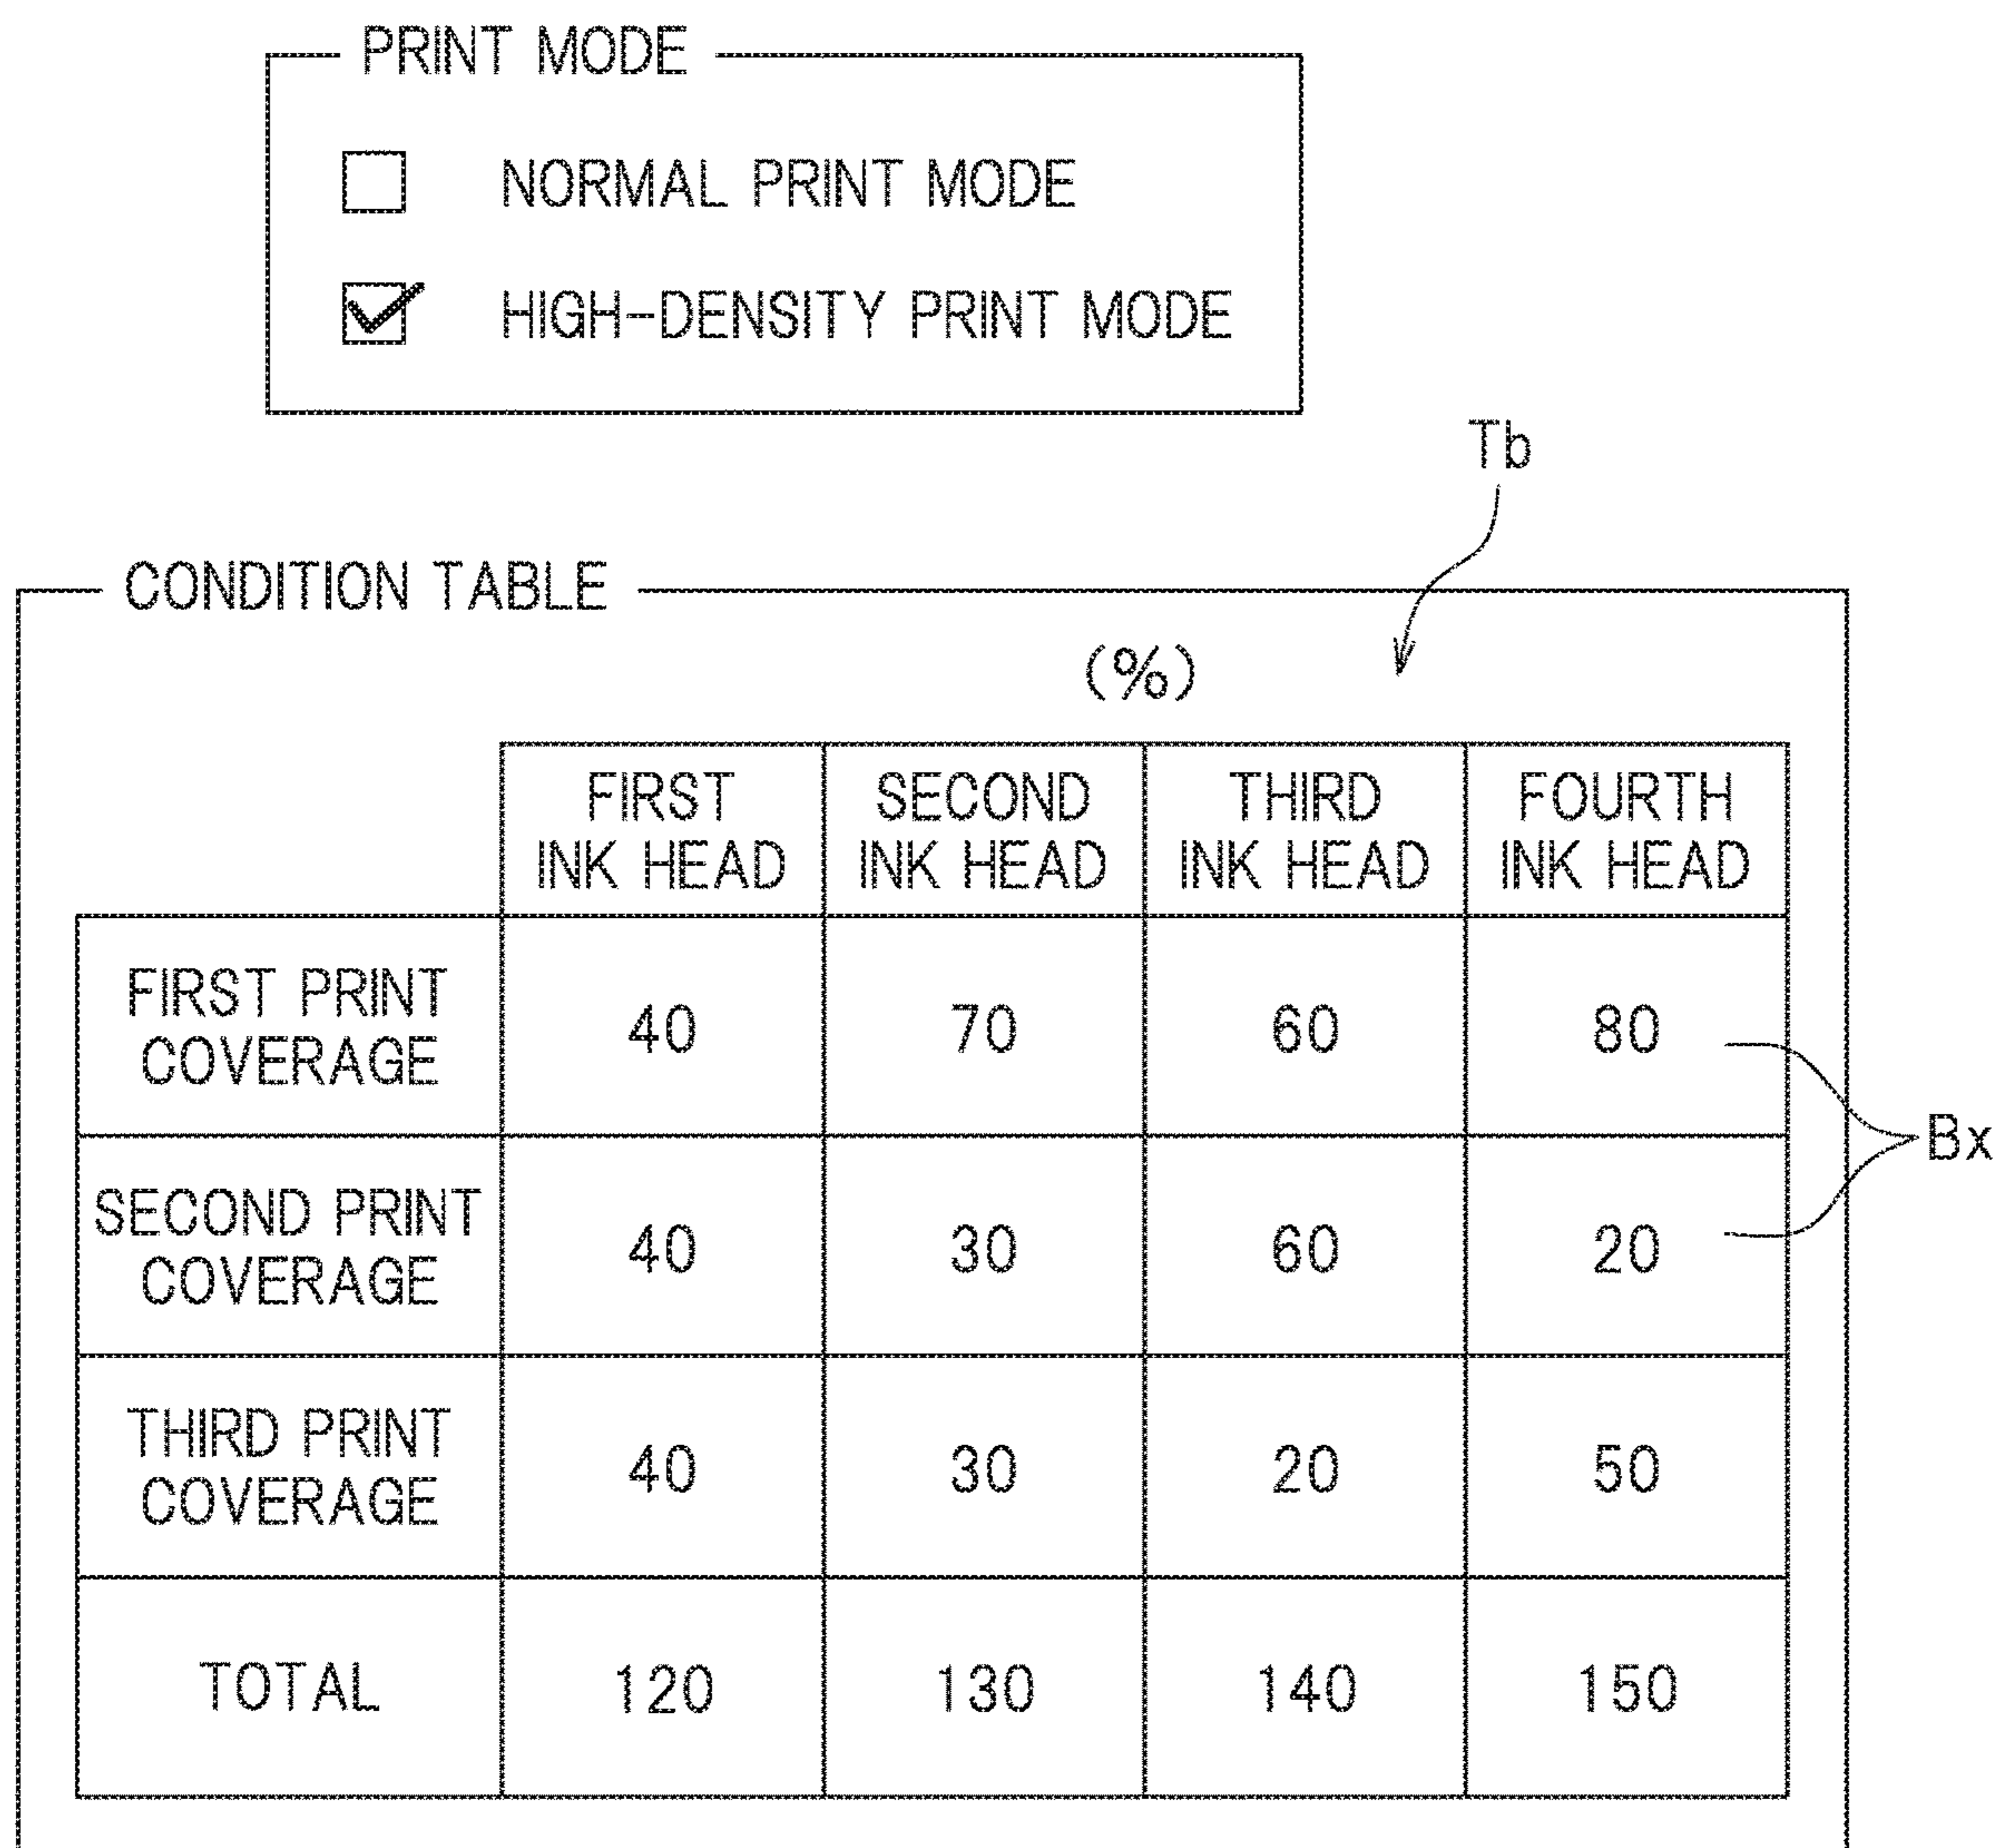 PRINT MODE
NORMAL PRINT MODE
HIGH-DENSITY PRINT MODE
Tb
CONDITION TABLE
(%)
FIRST INK HEAD SECOND INK HEAD THIRD INK HEAD FOURTH INK HEAD
FIRST PRINT COVERAGE 40 70 60 80
Bx
SECOND PRINT COVERAGE 40 30 60 20
THIRD PRINT COVERAGE 40 30 20 50
TOTAL 120 130 140 150